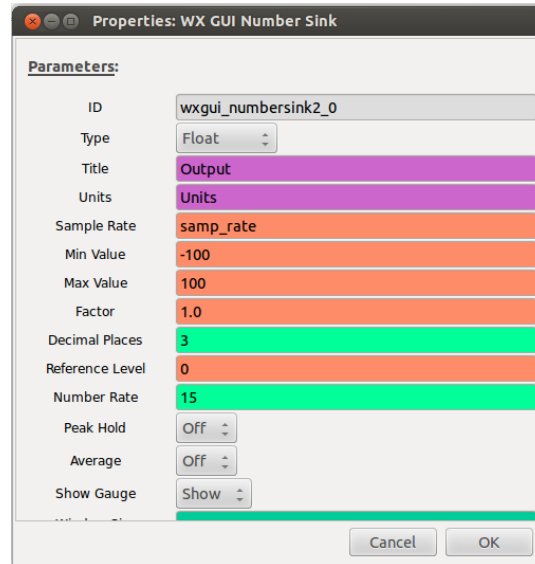 Properties: WX GUI Number Sink
Parameters:
ID wxgui_numbersink2_0
Type Float
Title Output
Units Units
Sample Rate samp_rate
Min Value -100
Max Value 100
Factor 1.0
Decimal Places 3
Reference Level 0
Number Rate 15
Peak Hold Off
Average Off
Show Gauge Show
Cancel OK